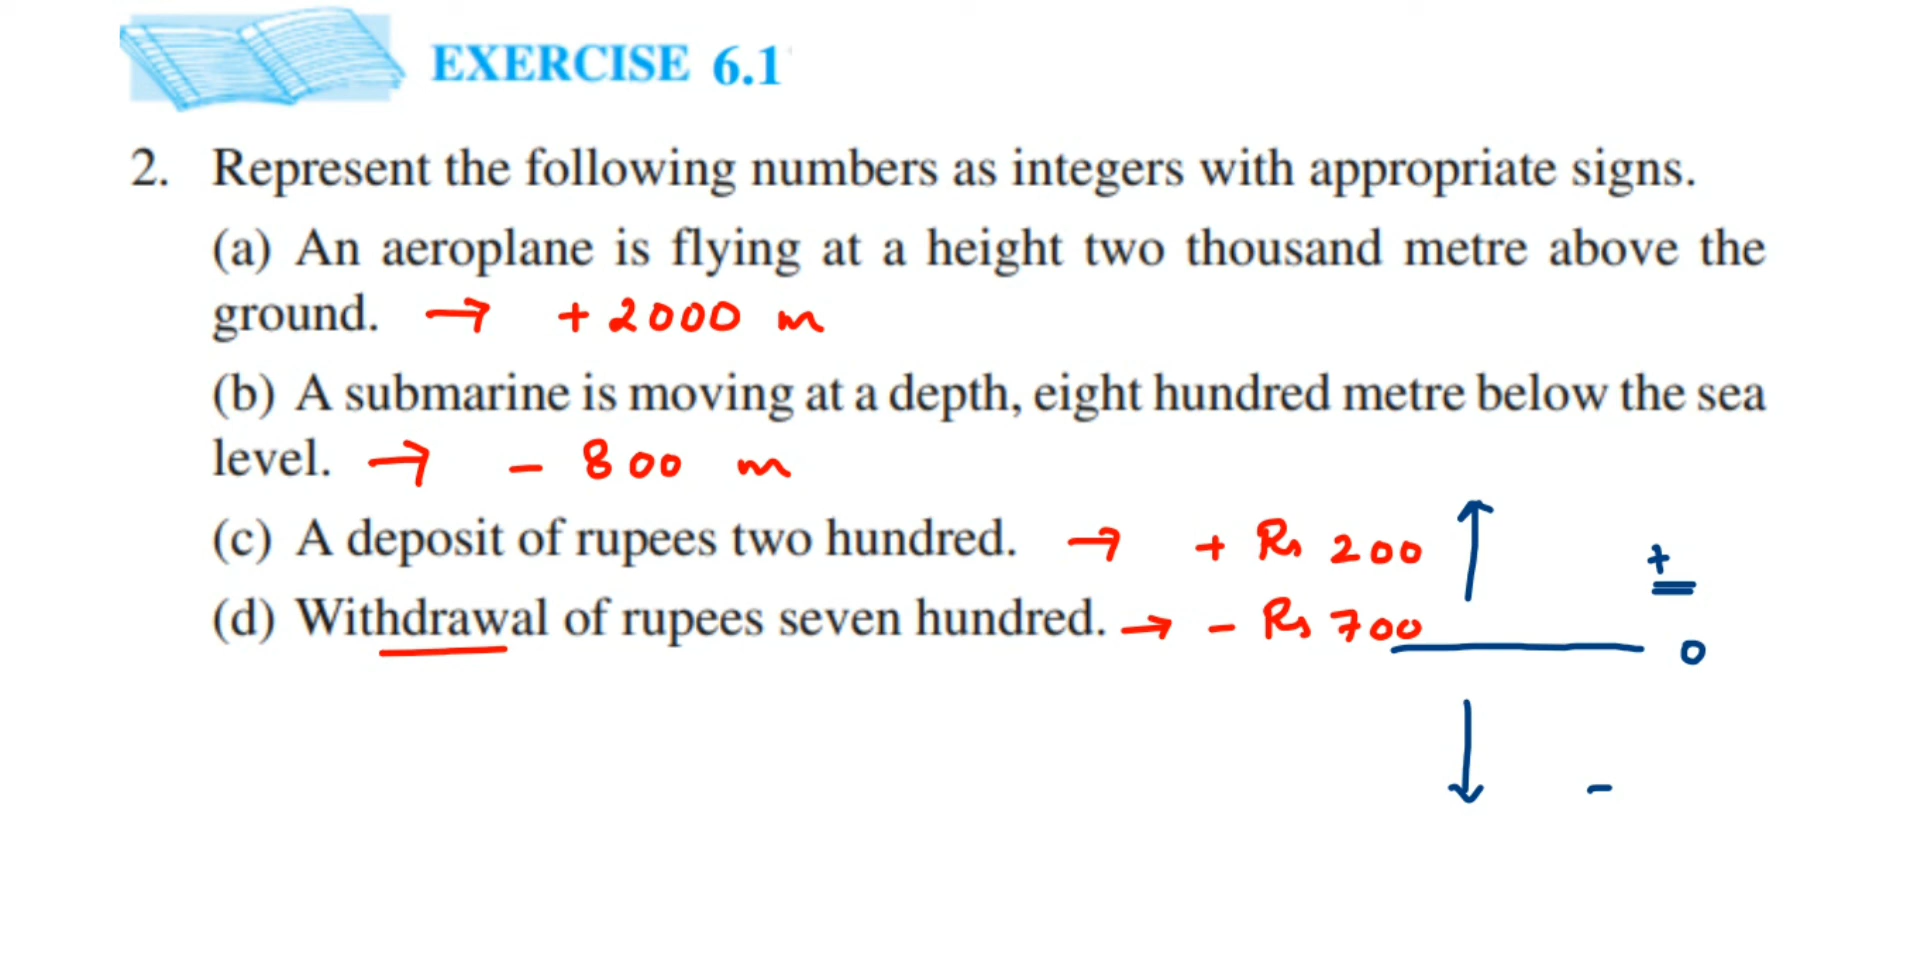 EXERCISE 6.1
2. Represent the following numbers as integers with appropriate signs.
(a) An aeroplane is flying at a height two thousand metre above the
ground. → + 2000 m
(b) A submarine is moving at a depth, eight hundred metre below the sea
level. → - 800 m
(c) A deposit of rupees two hundred. → + Rs 200
+
(d) Withdrawal of rupees seven hundred. → - Rs 700
0
-